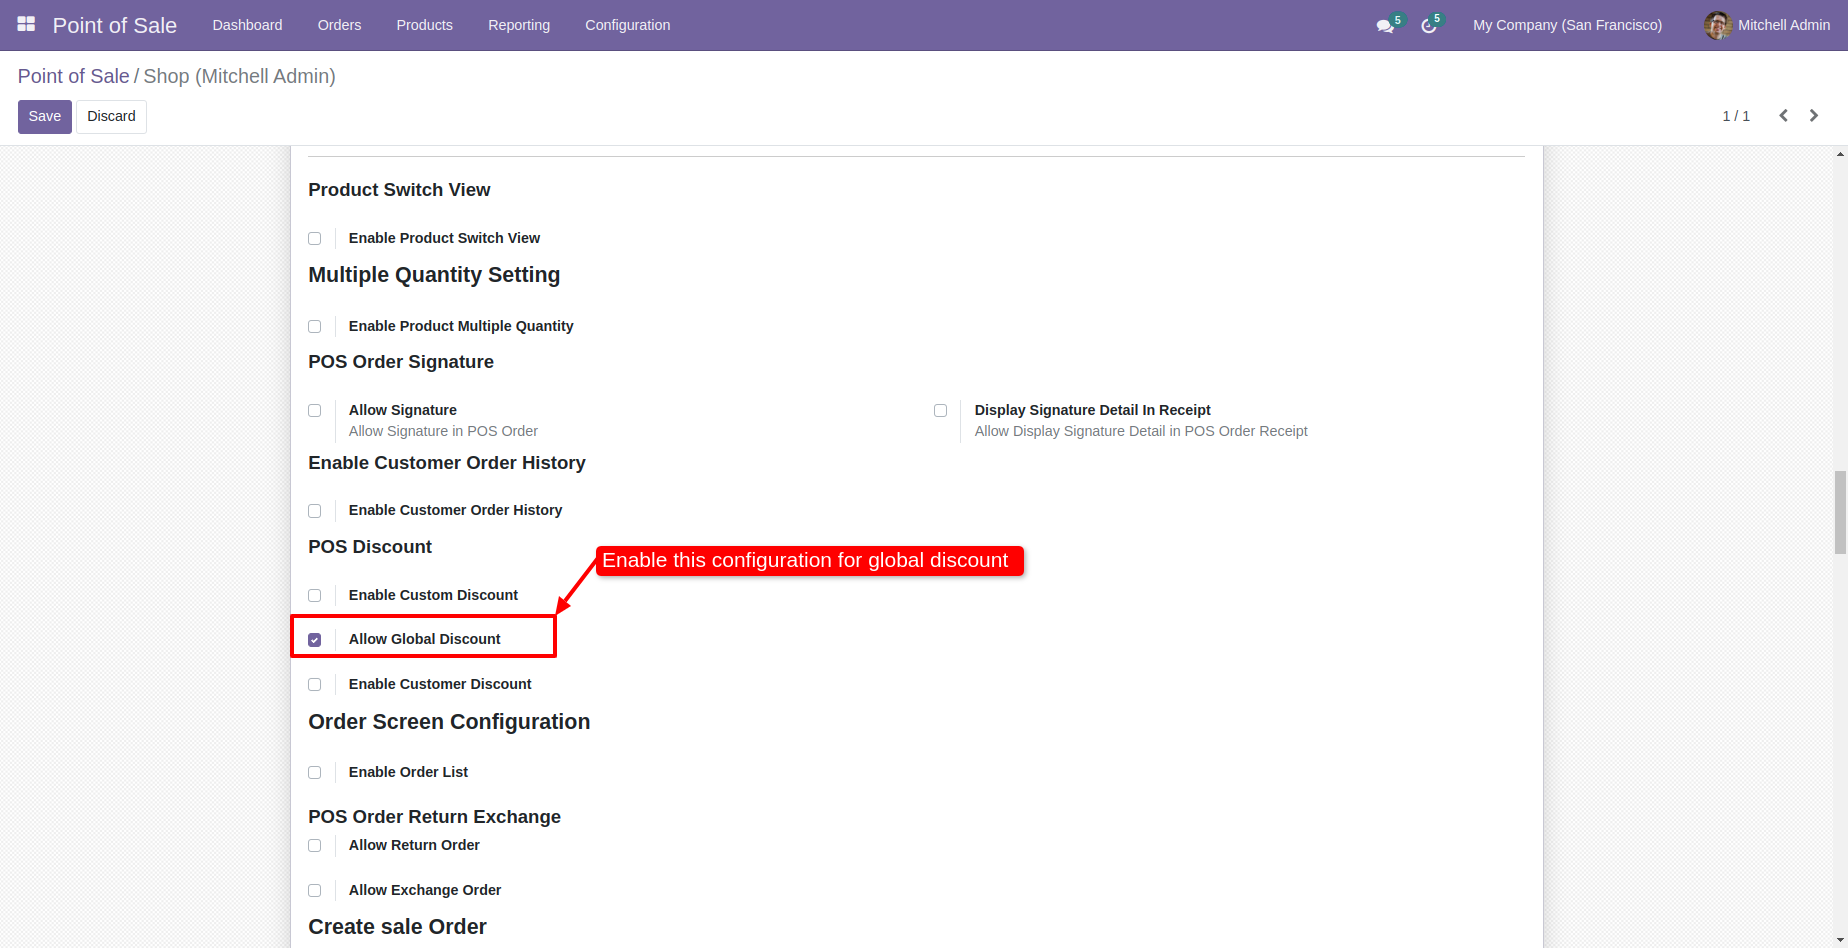 Point of Sale Dashboard Orders Products Reporting Configuration 5 5 My Company (San Francisco) Mitchell Admin
Point of Sale / Shop (Mitchell Admin)
Save Discard 1 / 1
Product Switch View
Enable Product Switch View
Multiple Quantity Setting
Enable Product Multiple Quantity
POS Order Signature
Allow Signature Display Signature Detail In Receipt
Allow Signature in POS Order Allow Display Signature Detail in POS Order Receipt
Enable Customer Order History
Enable Customer Order History
POS Discount
Enable this configuration for global discount
Enable Custom Discount
Allow Global Discount
Enable Customer Discount
Order Screen Configuration
Enable Order List
POS Order Return Exchange
Allow Return Order
Allow Exchange Order
Create sale Order